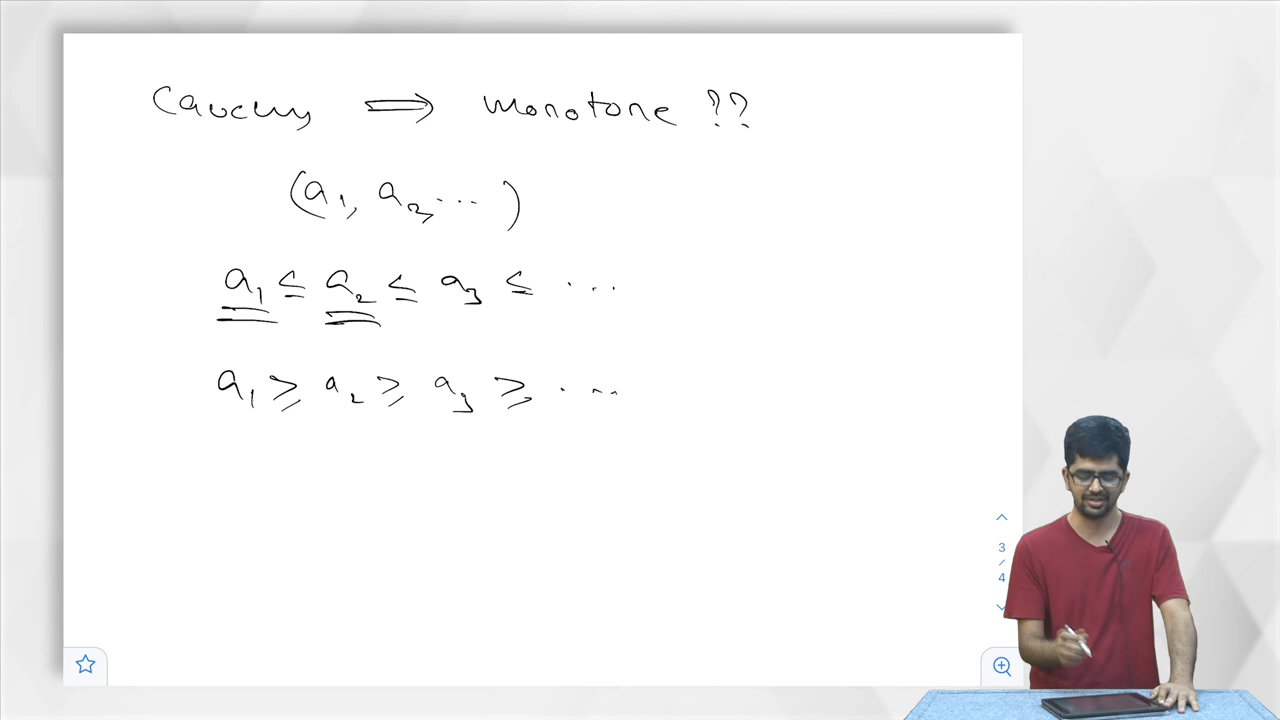 Cauchy ⟹ monotone ??
(a₁, a₂, ... )
a₁ ≤ a₂ ≤ a₃ ≤ ...
a₁ ≥ a₂ ≥ a₃ ≥ ...
3
/
4